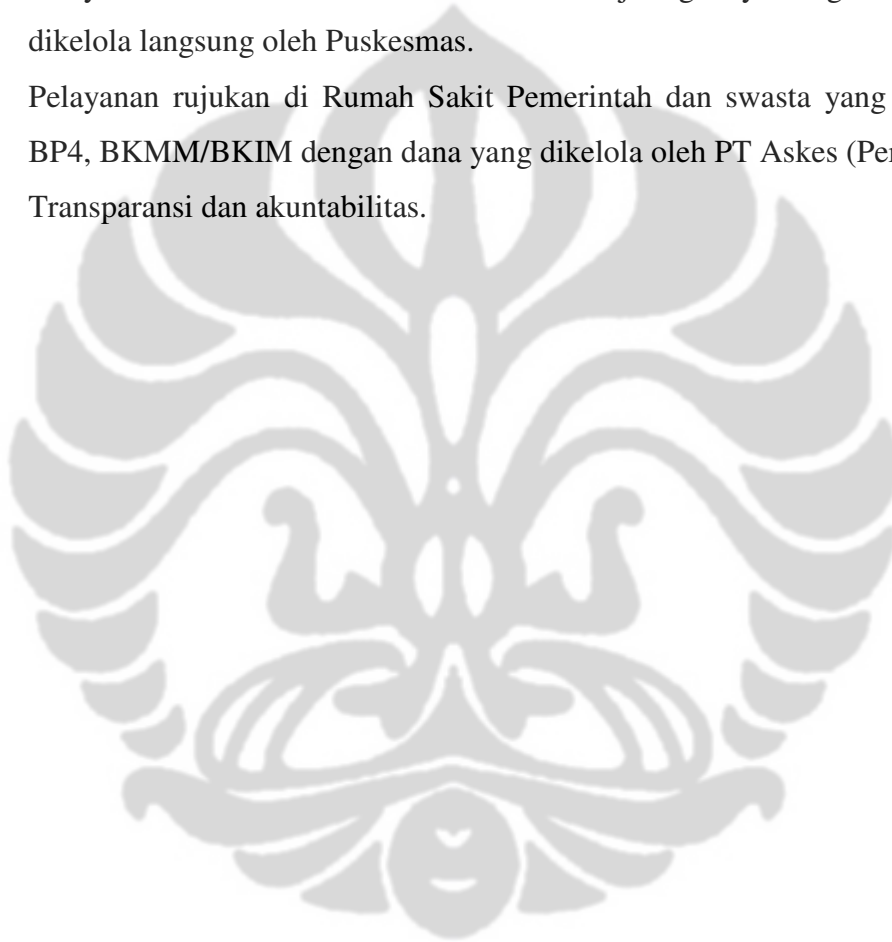 dikelola langsung oleh Puskesmas.
Pelayanan rujukan di Rumah Sakit Pemerintah dan swasta yang
BP4, BKMM/BKIM dengan dana yang dikelola oleh PT Askes (Per
Transparansi dan akuntabilitas.